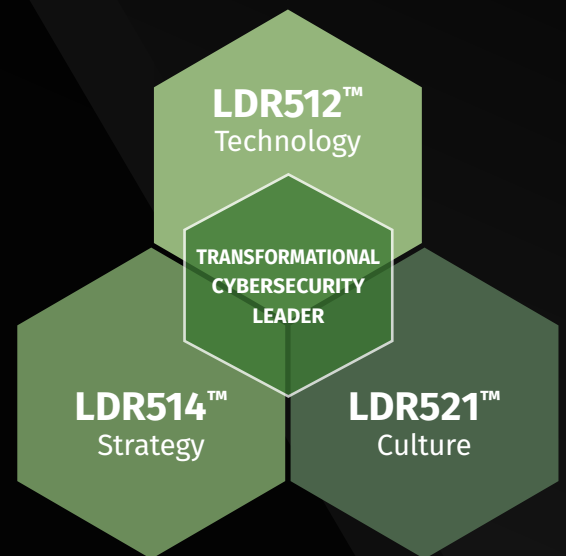 LDR512™
Technology
TRANSFORMATIONAL
CYBERSECURITY
LEADER
LDR514™
Strategy
LDR521™
Culture